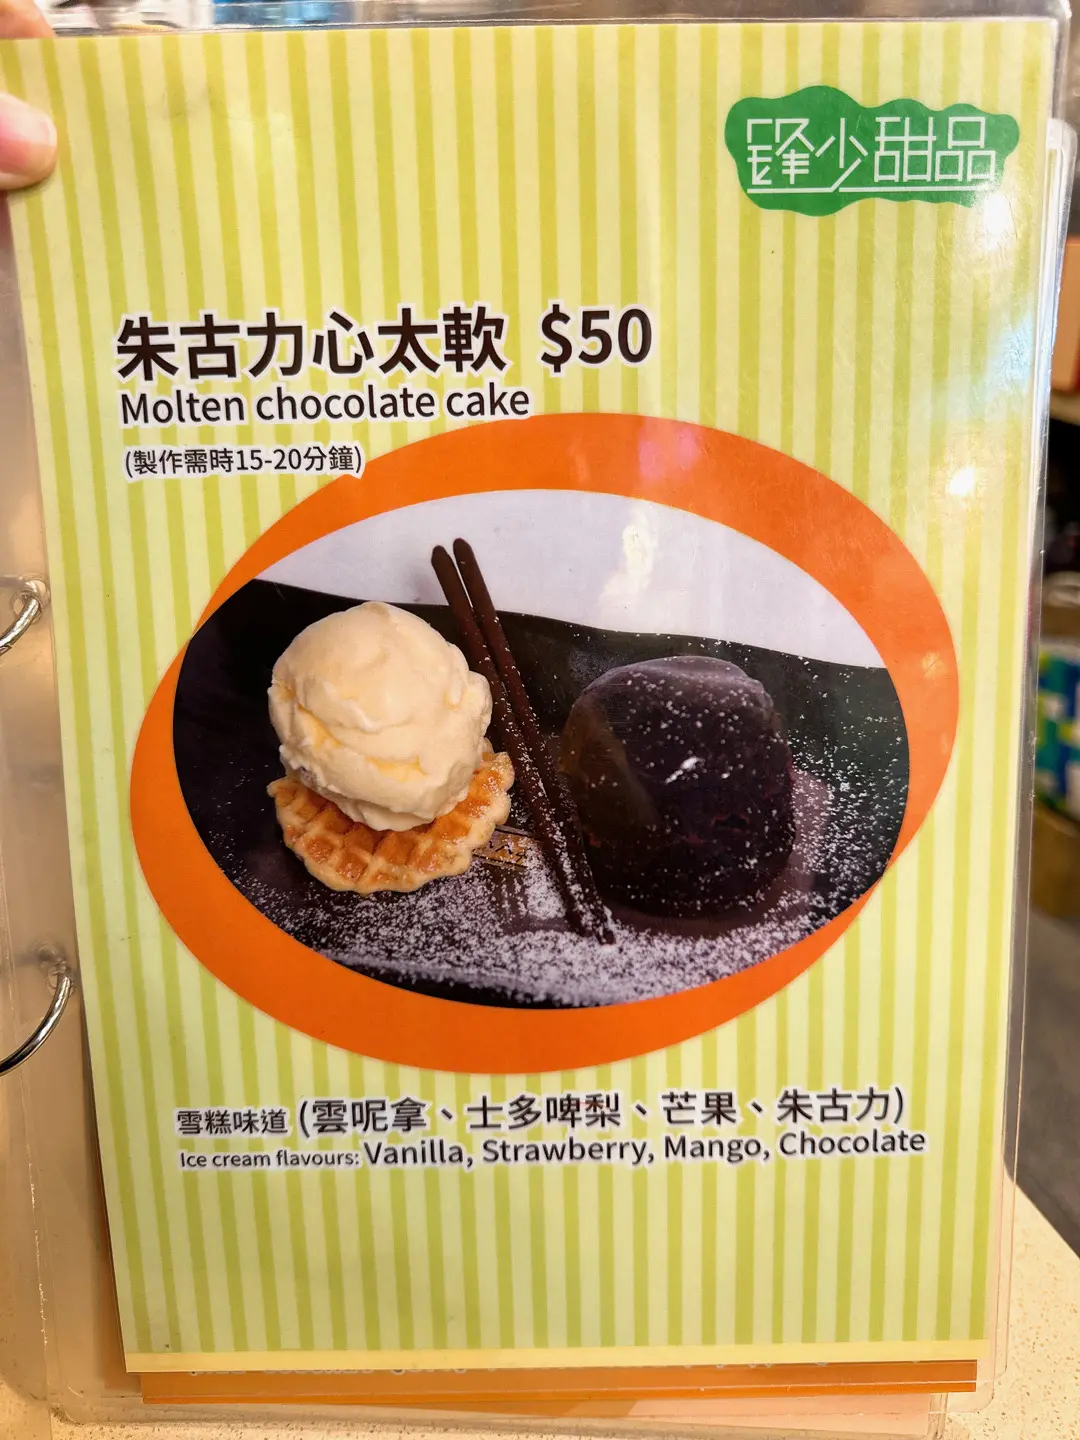 鋒少甜品
朱古力心太軟 $50
Molten chocolate cake
(製作需時15-20分鐘)
雪糕味道 (雲呢拿、士多啤梨、芒果、朱古力)
Ice cream flavours: Vanilla, Strawberry, Mango, Chocolate